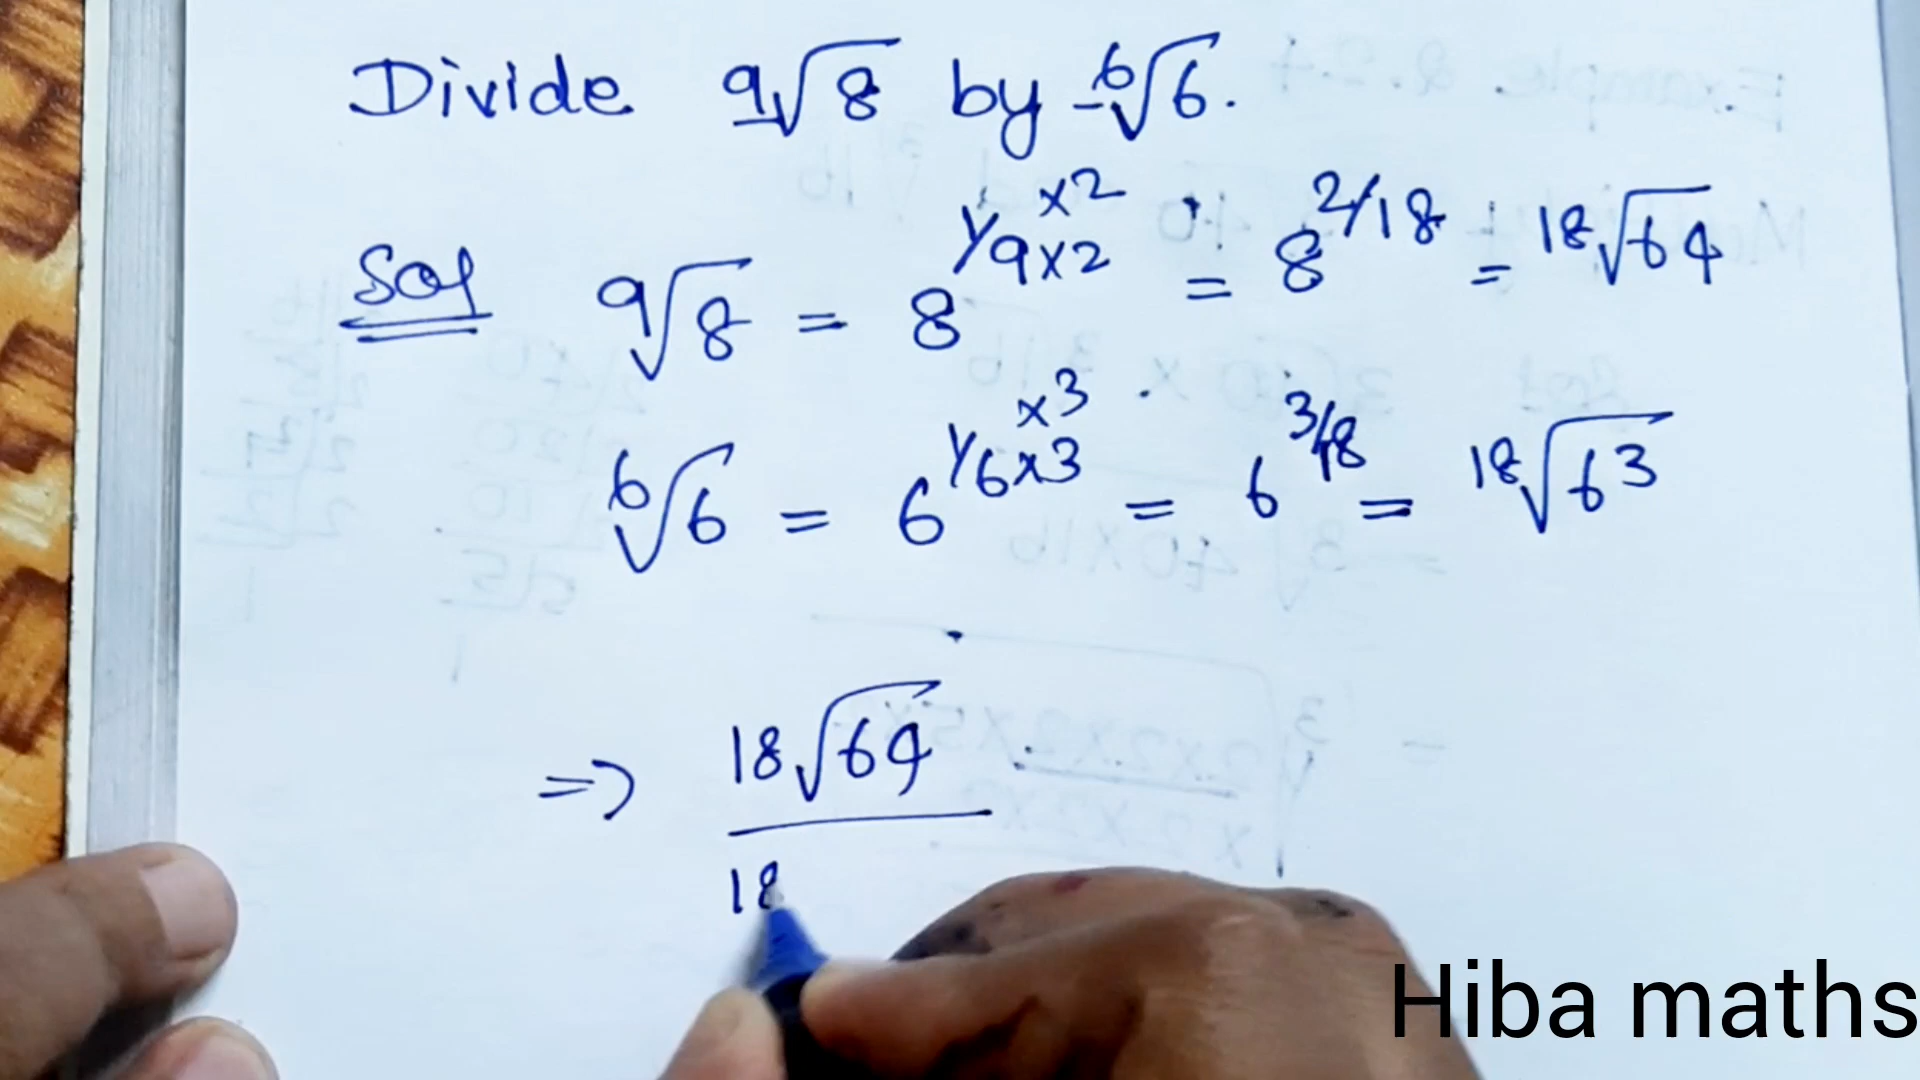 Divide ⁹√8 by ⁶√6.
Sol ⁹√8 = 8^(1/9×2)^(×2) = 8^(2/18) = ¹⁸√64
⁶√6 = 6^(1/6×3)^(×3) = 6^(3/18) = ¹⁸√6³
=> ¹⁸√64
18
Hiba maths